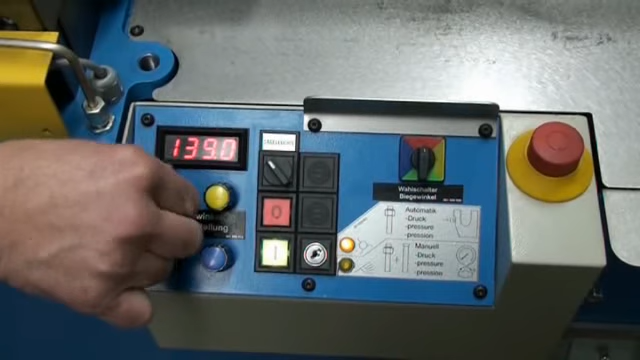 139.0
Wahlschalter
Biegewinkel
Automatik
-Druck
-pressure
-pression
0
Manuell
-Druck
-pressure
-pression
I